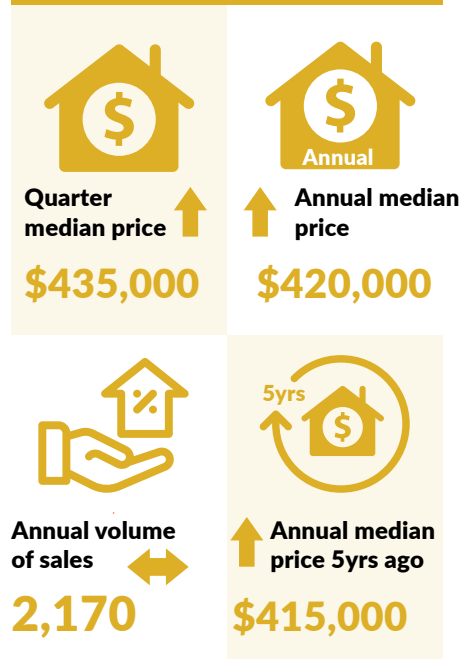 $
$
Annual
Quarter
median price
$435,000
Annual median
price
$420,000
%
Annual volume
of sales
2,170
5yrs
$
Annual median
price 5yrs ago
$415,000